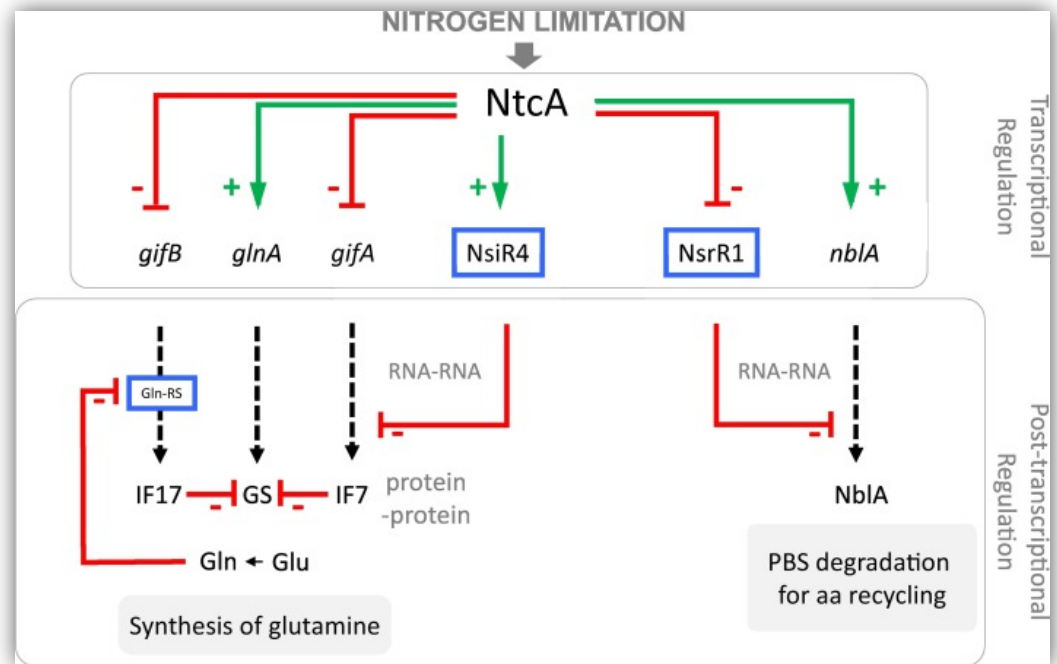 NITROGEN LIMITATION
NtcA
- + - + - +
gifB glnA gifA NsiR4 NsrR1 nblA
Transcriptional
Regulation
RNA-RNA RNA-RNA
Gln-RS
- - -
IF17 GS IF7 protein
-protein
NblA
- -
Gln Glu
Synthesis of glutamine
PBS degradation
for aa recycling
Post-transcriptional
Regulation